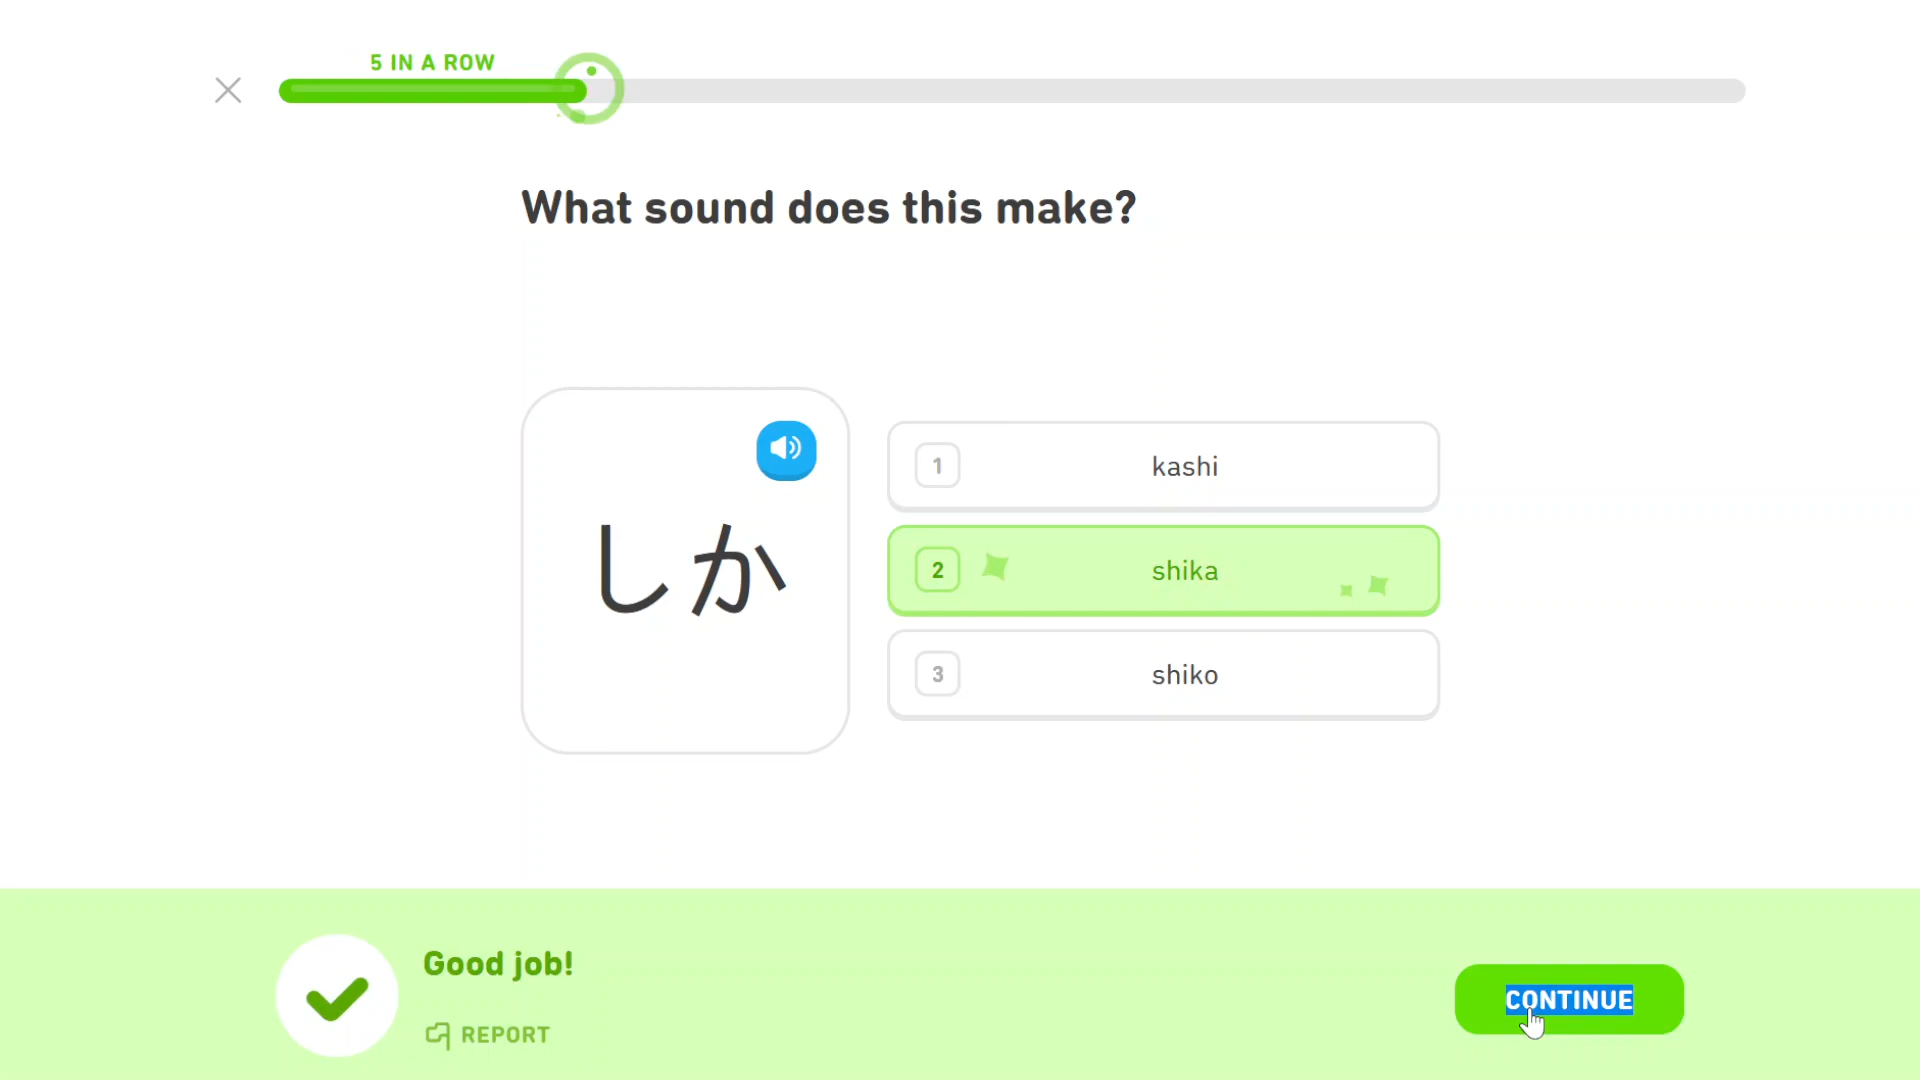 5 IN A ROW
What sound does this make?
しか
1 kashi
2 shika
3 shiko
Good job!
REPORT
CONTINUE